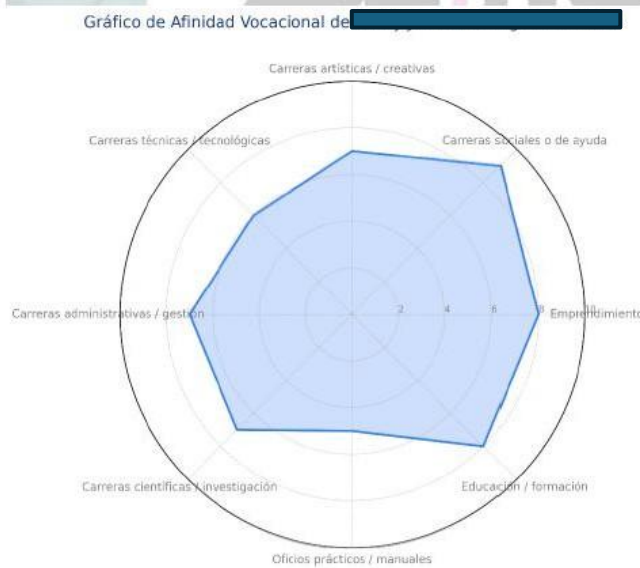 Gráfico de Afinidad Vocacional de
Carreras artísticas / creativas
Carreras técnicas / tecnológicas
Carreras sociales o de ayuda
Carreras administrativas / gestión
2 4 6 8 10
Emprendimiento
Carreras científicas / investigación
Educación / formación
Oficios prácticos / manuales